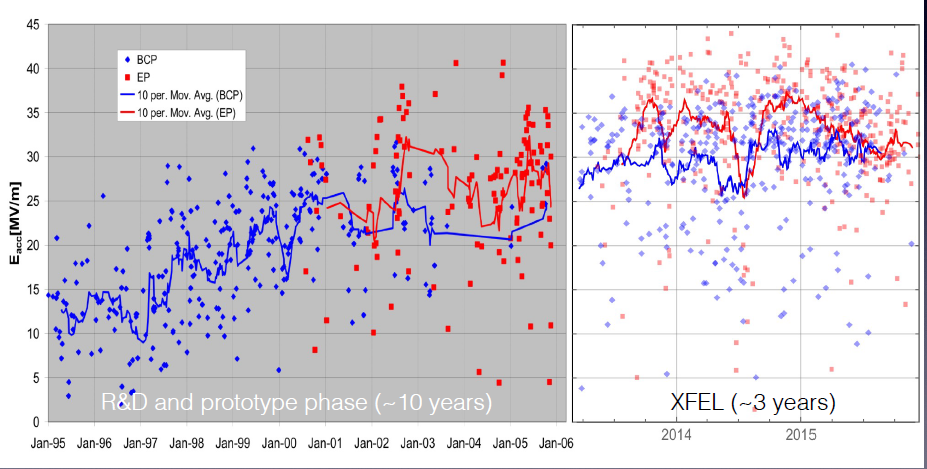 45
40
35
30
25
20
15
10
5
0
E_acc[MV/m]
BCP
EP
10 per. Mov. Avg. (BCP)
10 per. Mov. Avg. (EP)
R&D and prototype phase (~10 years)
XFEL (~3 years)
Jan-95 Jan-96 Jan-97 Jan-98 Jan-99 Jan-00 Jan-01 Jan-02 Jan-03 Jan-04 Jan-05 Jan-06
2014 2015